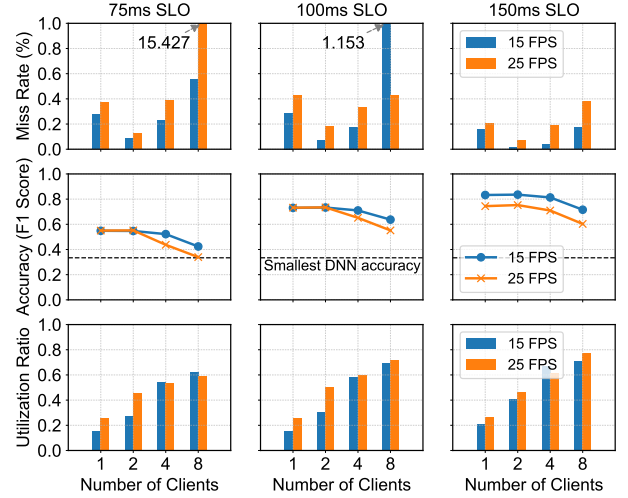 75ms SLO
100ms SLO
150ms SLO
Miss Rate (%)
1.0
0.8
0.6
0.4
0.2
0.0
15.427
1.153
15 FPS
25 FPS
Accuracy (F1 Score)
1.0
0.8
0.6
0.4
0.2
0.0
Smallest DNN accuracy
15 FPS
25 FPS
Utilization Ratio
1.0
0.8
0.6
0.4
0.2
0.0
15 FPS
25 FPS
1 2 4 8
Number of Clients
1 2 4 8
Number of Clients
1 2 4 8
Number of Clients